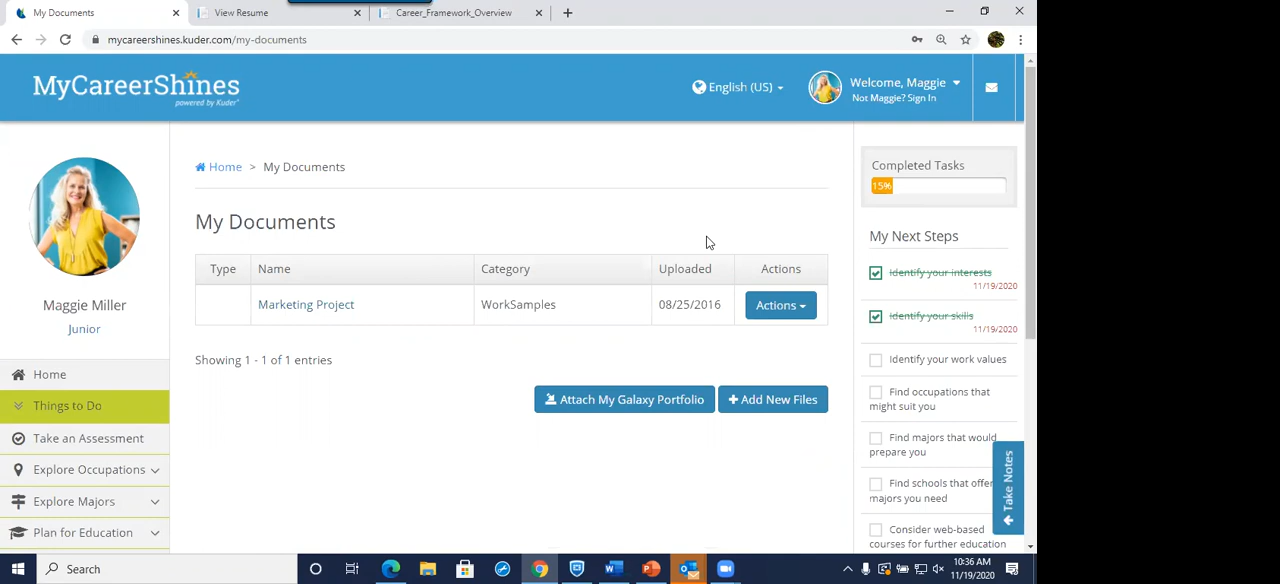 My Documents
View Resume
Career_Framework_Overview
mycareershines.kuder.com/my-documents
MyCareerShines
powered by Kuder
English (US)
Welcome, Maggie
Not Maggie? Sign In
Home > My Documents
My Documents
Type Name Category Uploaded Actions
Marketing Project WorkSamples 08/25/2016 Actions
Showing 1 - 1 of 1 entries
Attach My Galaxy Portfolio
+ Add New Files
Maggie Miller
Junior
Home
Things to Do
Take an Assessment
Explore Occupations
Explore Majors
Plan for Education
Completed Tasks
15%
My Next Steps
Identify your interests
11/19/2020
Identify your skills
11/19/2020
Identify your work values
Find occupations that
might suit you
Find majors that would
prepare you
Find schools that offer
majors you need
Consider web-based
courses for further education
Take Notes
Search
10:36 AM
11/19/2020